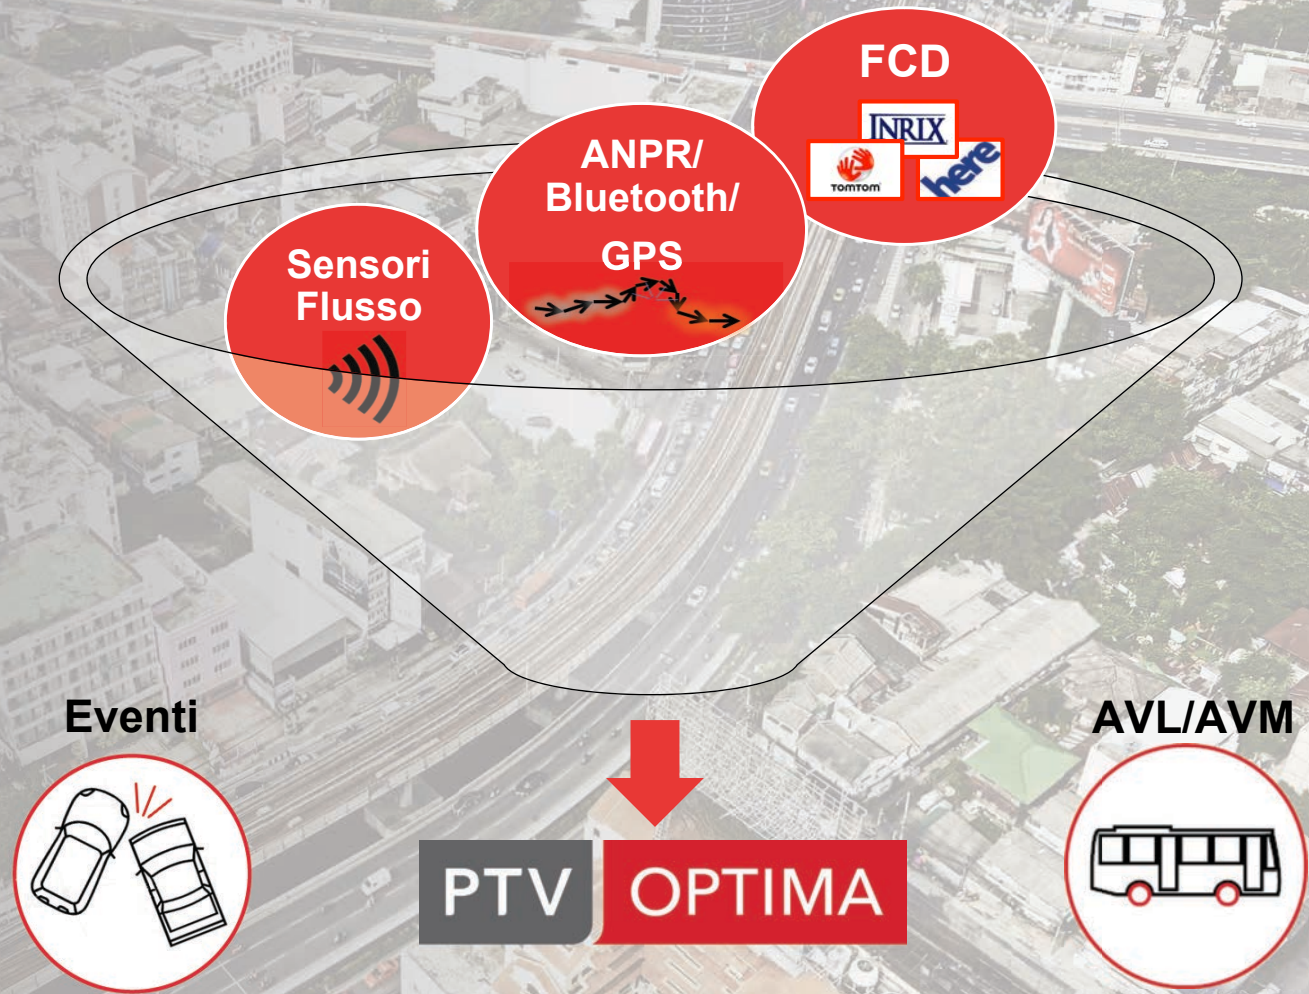 FCD
INRIX
TOMTOM
here
ANPR/
Bluetooth/
GPS
Sensori
Flusso
Eventi
AVL/AVM
PTV OPTIMA